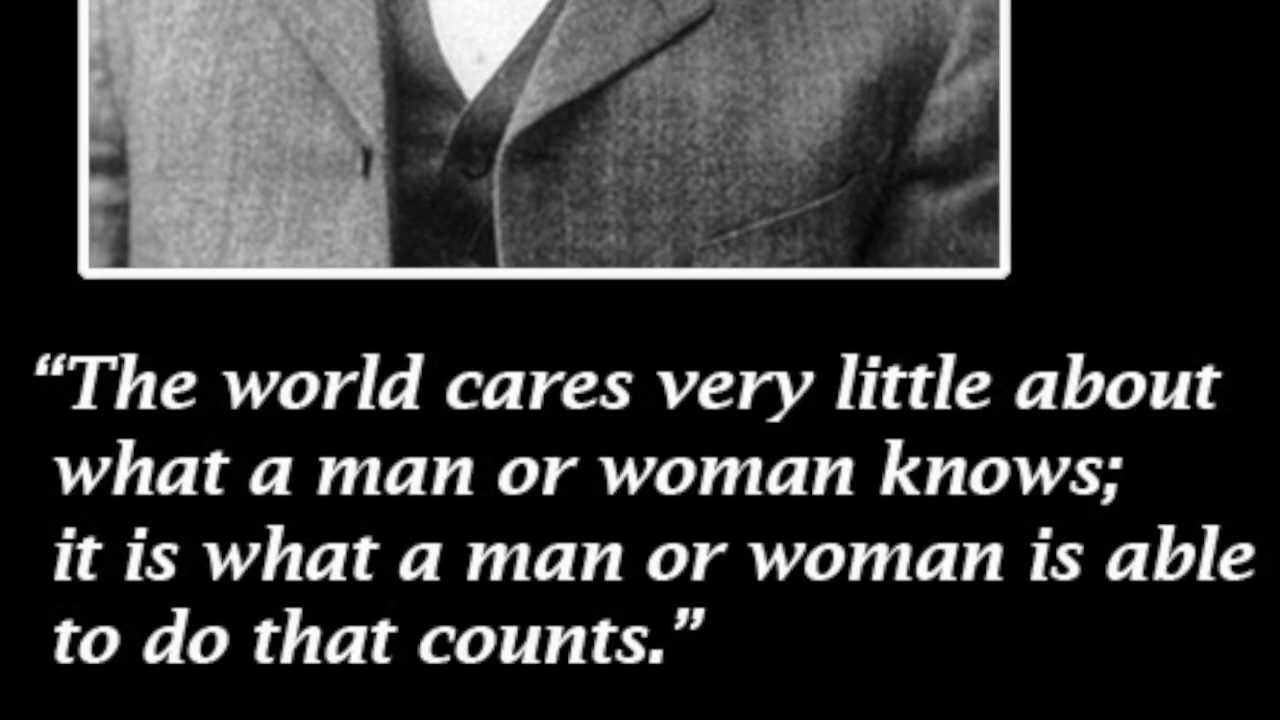 “The world cares very little about
what a man or woman knows;
it is what a man or woman is able
to do that counts.”